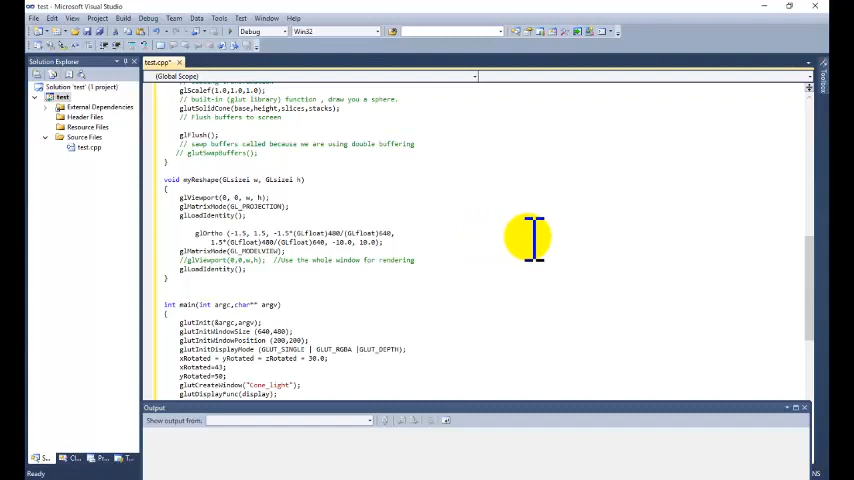 test - Microsoft Visual Studio
File Edit View Project Build Debug Team Data Tools Test Window Help
Debug Win32
Solution Explorer
Solution 'test' (1 project)
test
External Dependencies
Header Files
Resource Files
Source Files
test.cpp
test.cpp*
(Global Scope)
glScalef(1.0,1.0,1.0);
// built-in (glut library) function , draw you a sphere.
glutSolidCone(base,height,slices,stacks);
// Flush buffers to screen
glFlush();
// sawp buffers called because we are using double buffering
// glutSwapBuffers();
}
void myReshape(GLsizei w, GLsizei h)
{
glViewport(0, 0, w, h);
glMatrixMode(GL_PROJECTION);
glLoadIdentity();
glOrtho (-1.5, 1.5, -1.5*(GLfloat)480/(GLfloat)640,
1.5*(GLfloat)480/(GLfloat)640, -10.0, 10.0);
glMatrixMode(GL_MODELVIEW);
//glViewport(0,0,w,h); //Use the whole window for rendering
glLoadIdentity();
}
int main(int argc,char** argv)
{
glutInit(&argc,argv);
glutInitWindowSize (640,480);
glutInitWindowPosition (200,200);
glutInitDisplayMode (GLUT_SINGLE | GLUT_RGBA |GLUT_DEPTH);
xRotated = yRotated = zRotated = 30.0;
xRotated=43;
yRotated=50;
glutCreateWindow("Cone_light");
glutDisplayFunc(display);
Output
Show output from:
S... Cl... Pr... T...
Ready
INS
Toolbox